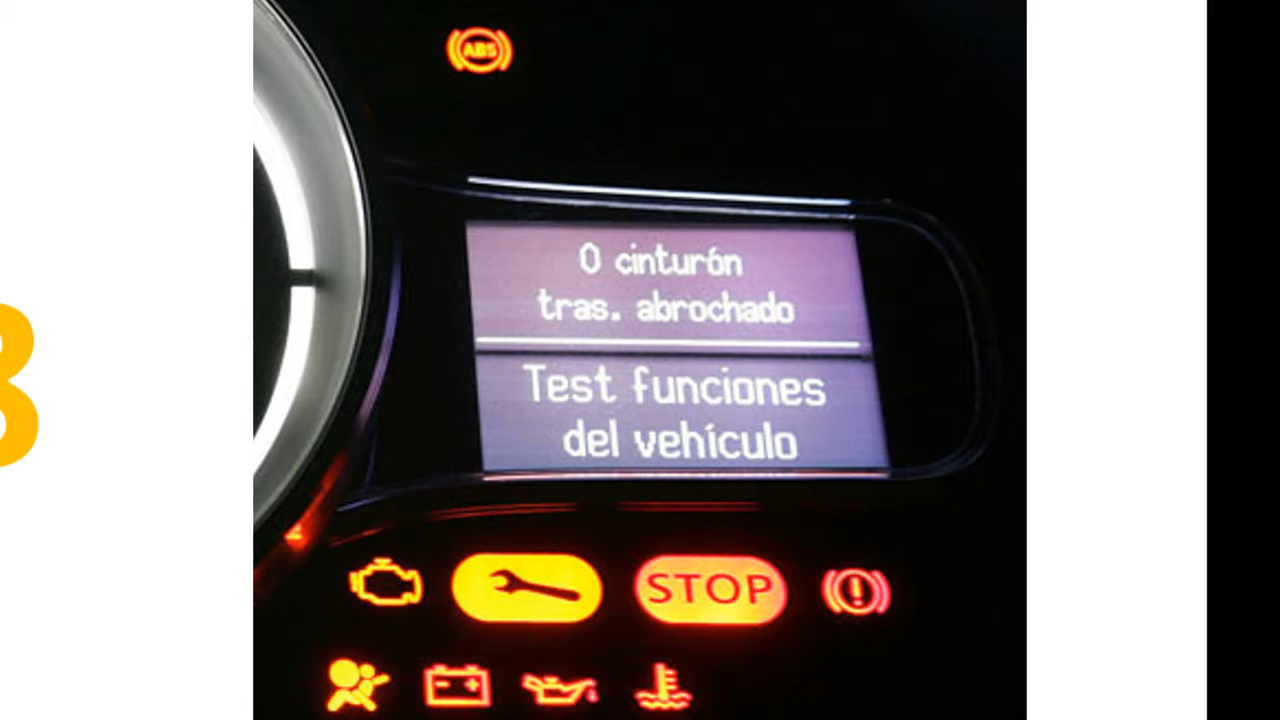 ABS
0 cinturón
tras. abrochado
Test funciones
del vehículo
STOP